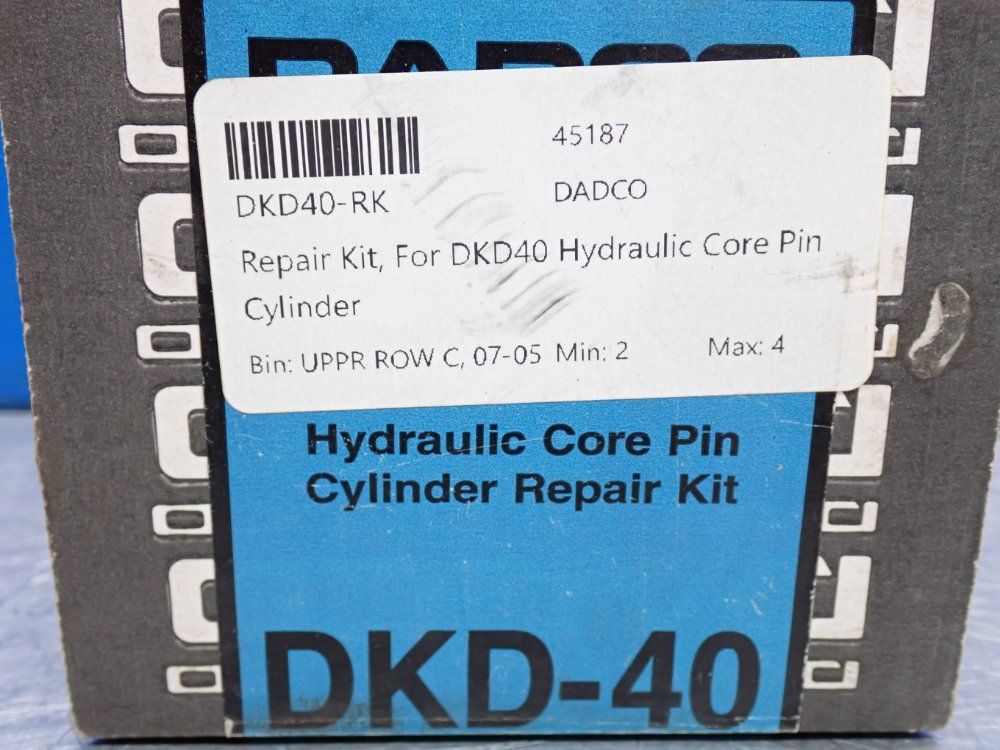 DADCO
45187
DKD40-RK
DADCO
Repair Kit, For DKD40 Hydraulic Core Pin
Cylinder
Bin: UPPR ROW C, 07-05 Min: 2 Max: 4
Hydraulic Core Pin
Cylinder Repair Kit
DKD-40